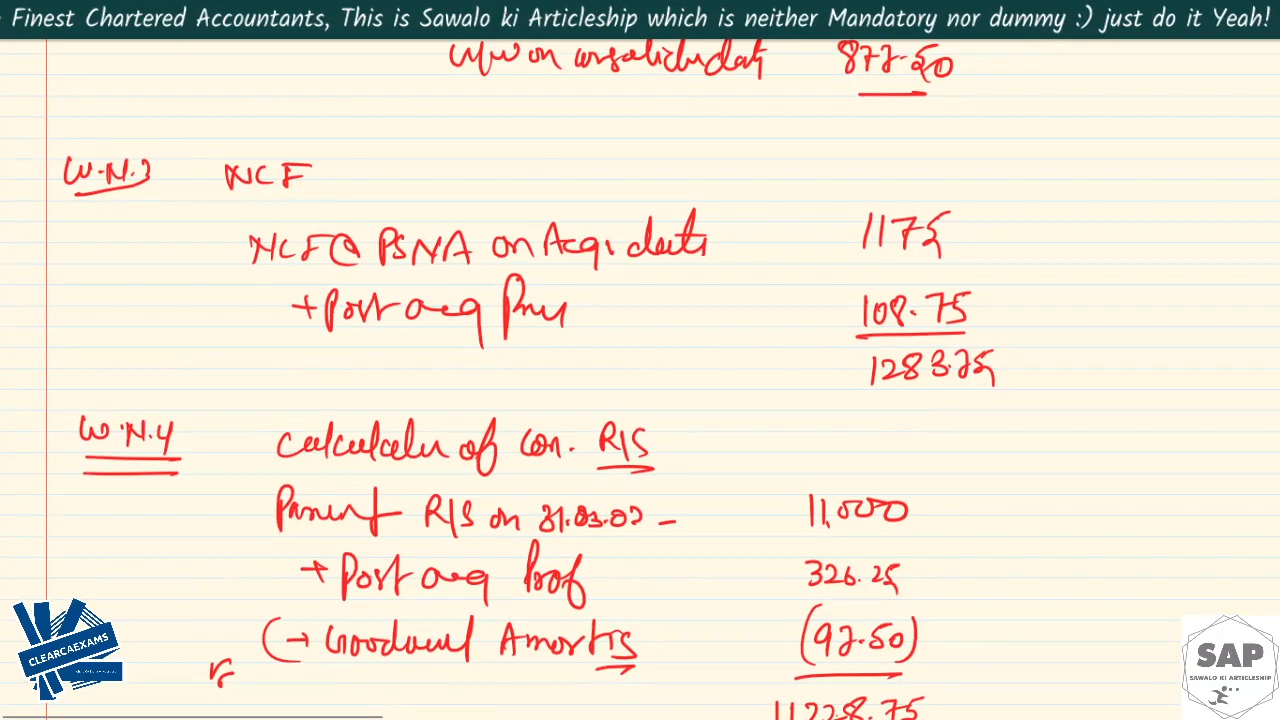 Finest Chartered Accountants, This is Sawalo ki Articleship which is neither Mandatory nor dummy :) just do it Yeah!
on 877.50
W.N.3 NCI
NCI @ PSNA on Acq. date 1175
+ Post acq 108.75
1283.75
W.N.4 of con. R/S
Parent R/S on 31.03.02 - 11,000
+ Post acq Prof 326.25
(-) Goodwill Amortis (97.50)
11228.75
CLEARCAEXAMS
SAP
SAWALO KI ARTICLESHIP